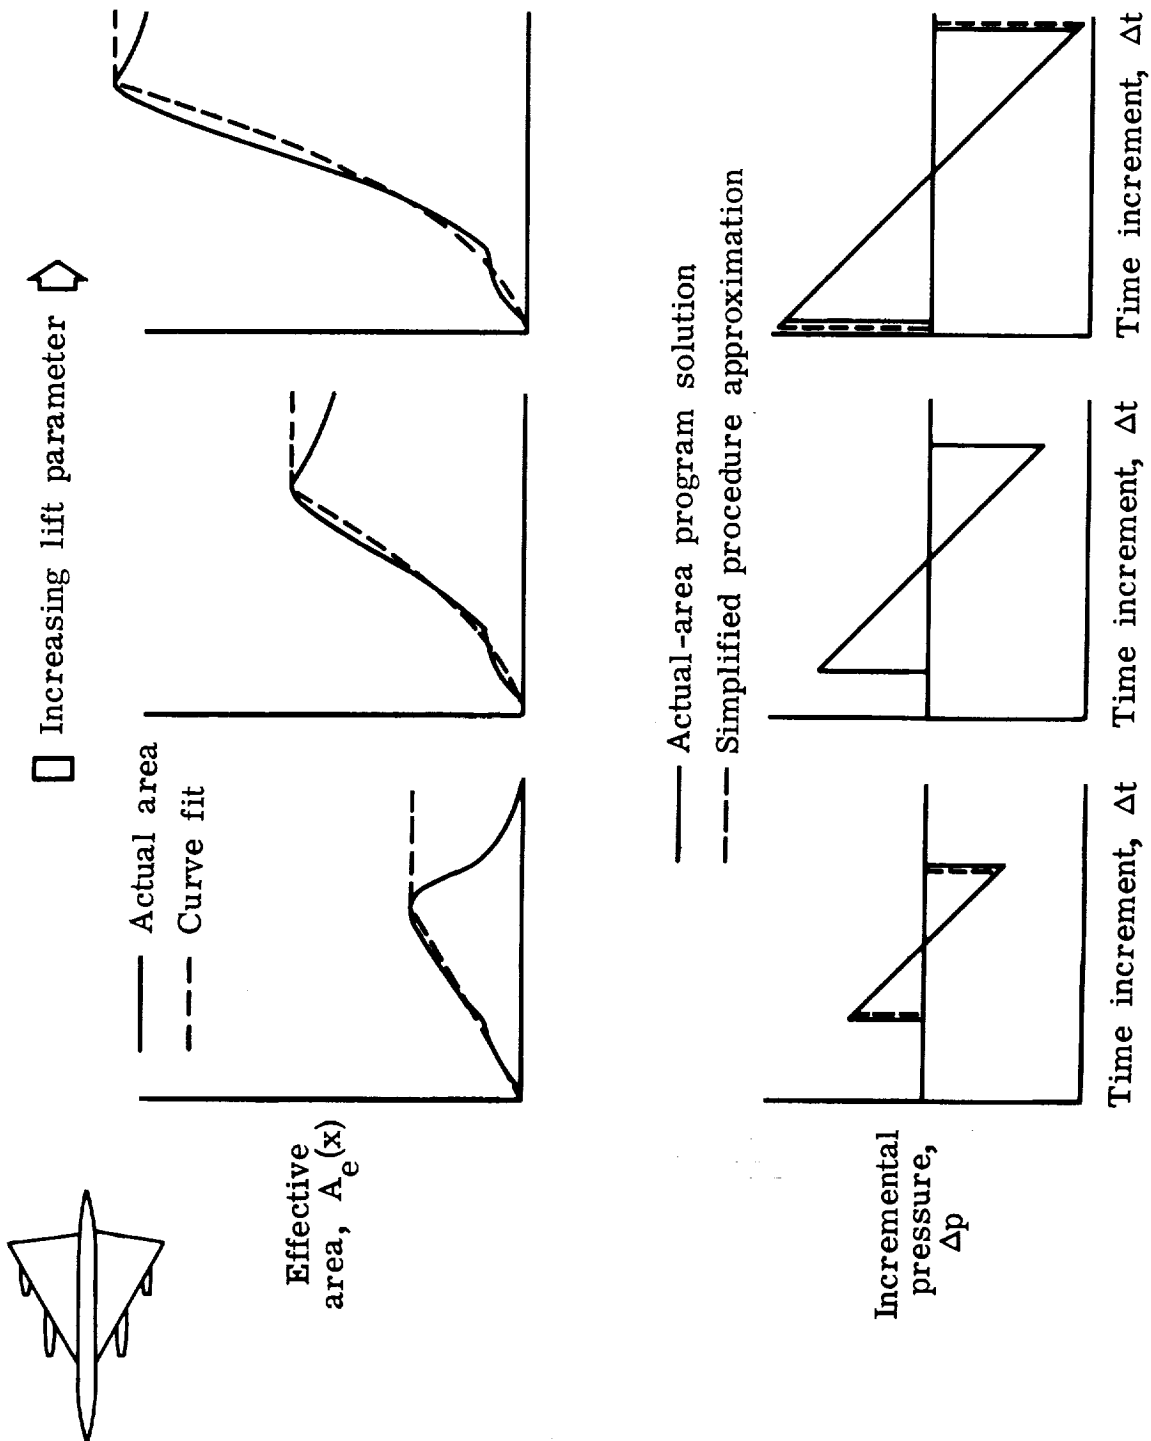 Increasing lift parameter
Actual area
Curve fit
Effective
area, Ae(x)
Actual-area program solution
Simplified procedure approximation
Incremental
pressure,
Δp
Time increment, Δt
Time increment, Δt
Time increment, Δt